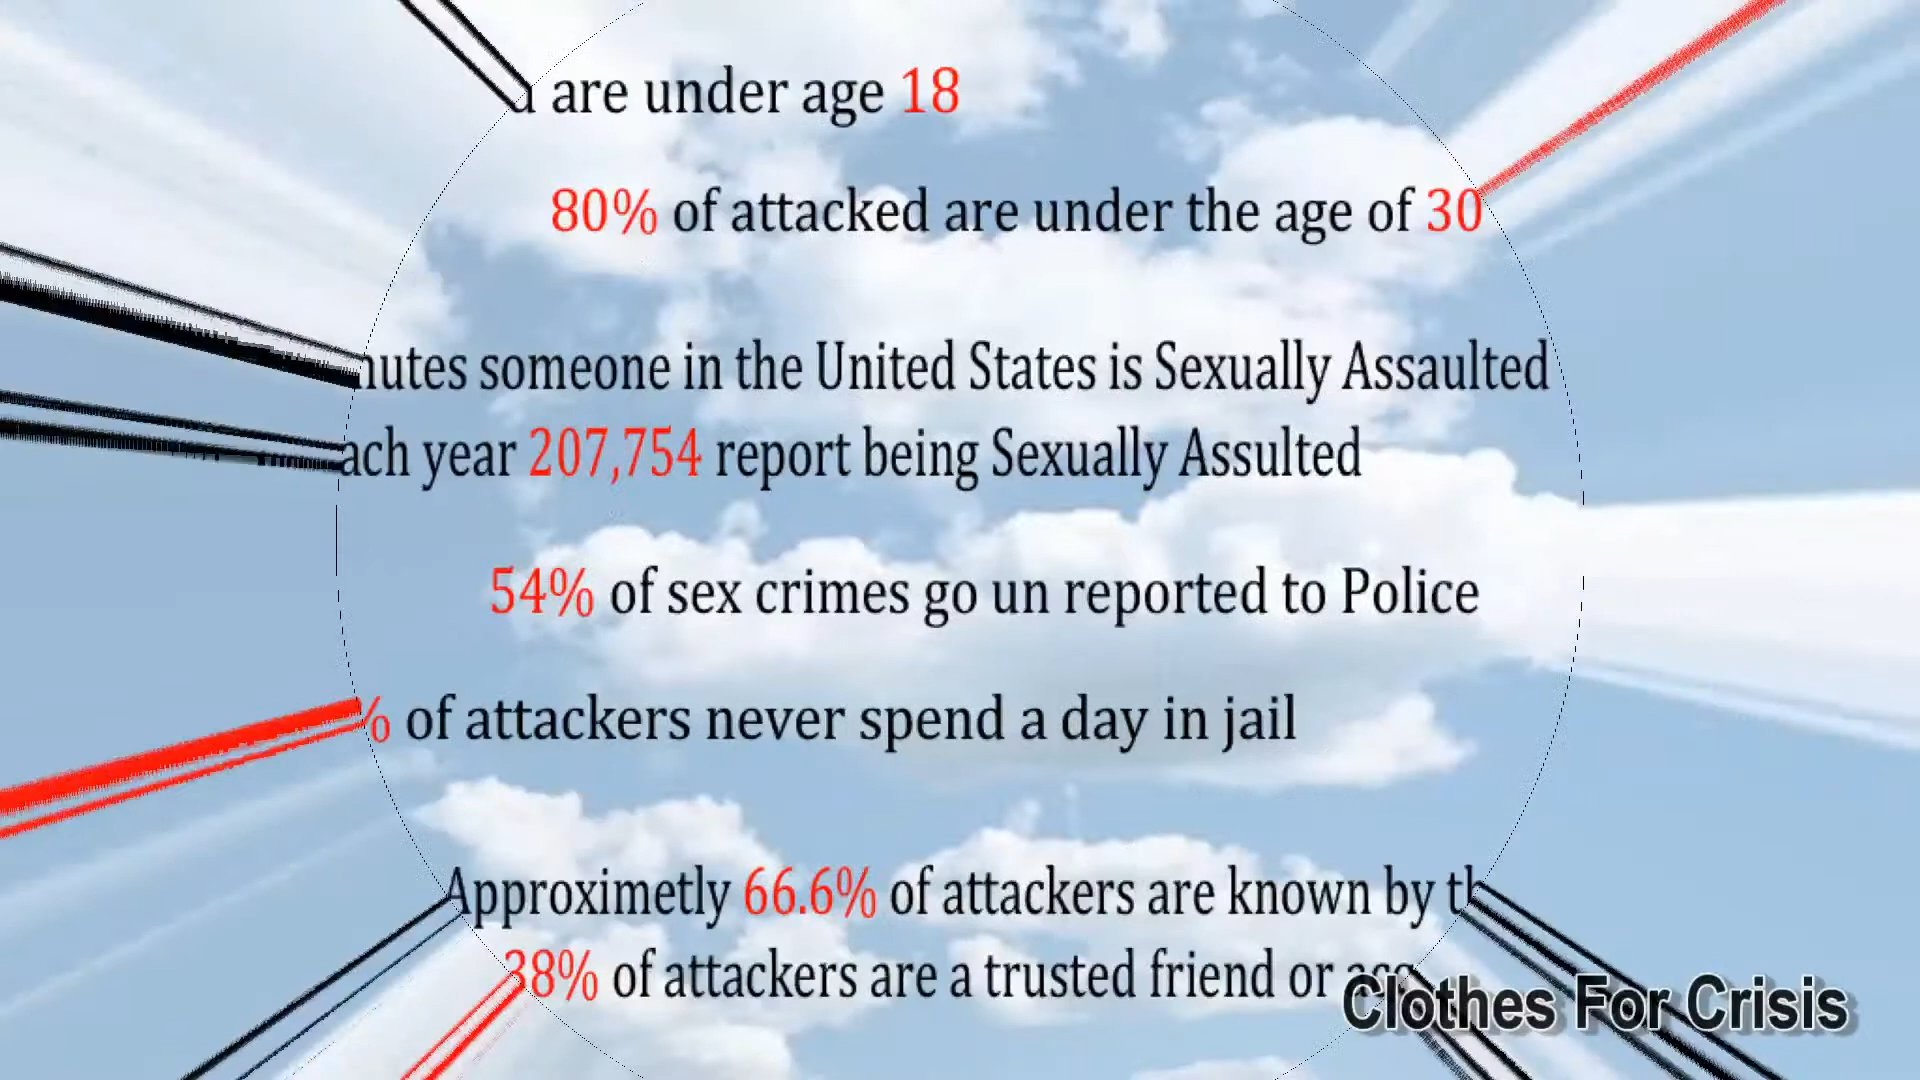 are under age 18
80% of attacked are under the age of 30
someone in the United States is Sexually Assaulted
year 207,754 report being Sexually Assulted
54% of sex crimes go un reported to Police
% of attackers never spend a day in jail
Approximetly 66.6% of attackers are known by
38% of attackers are a trusted friend or
Clothes For Crisis